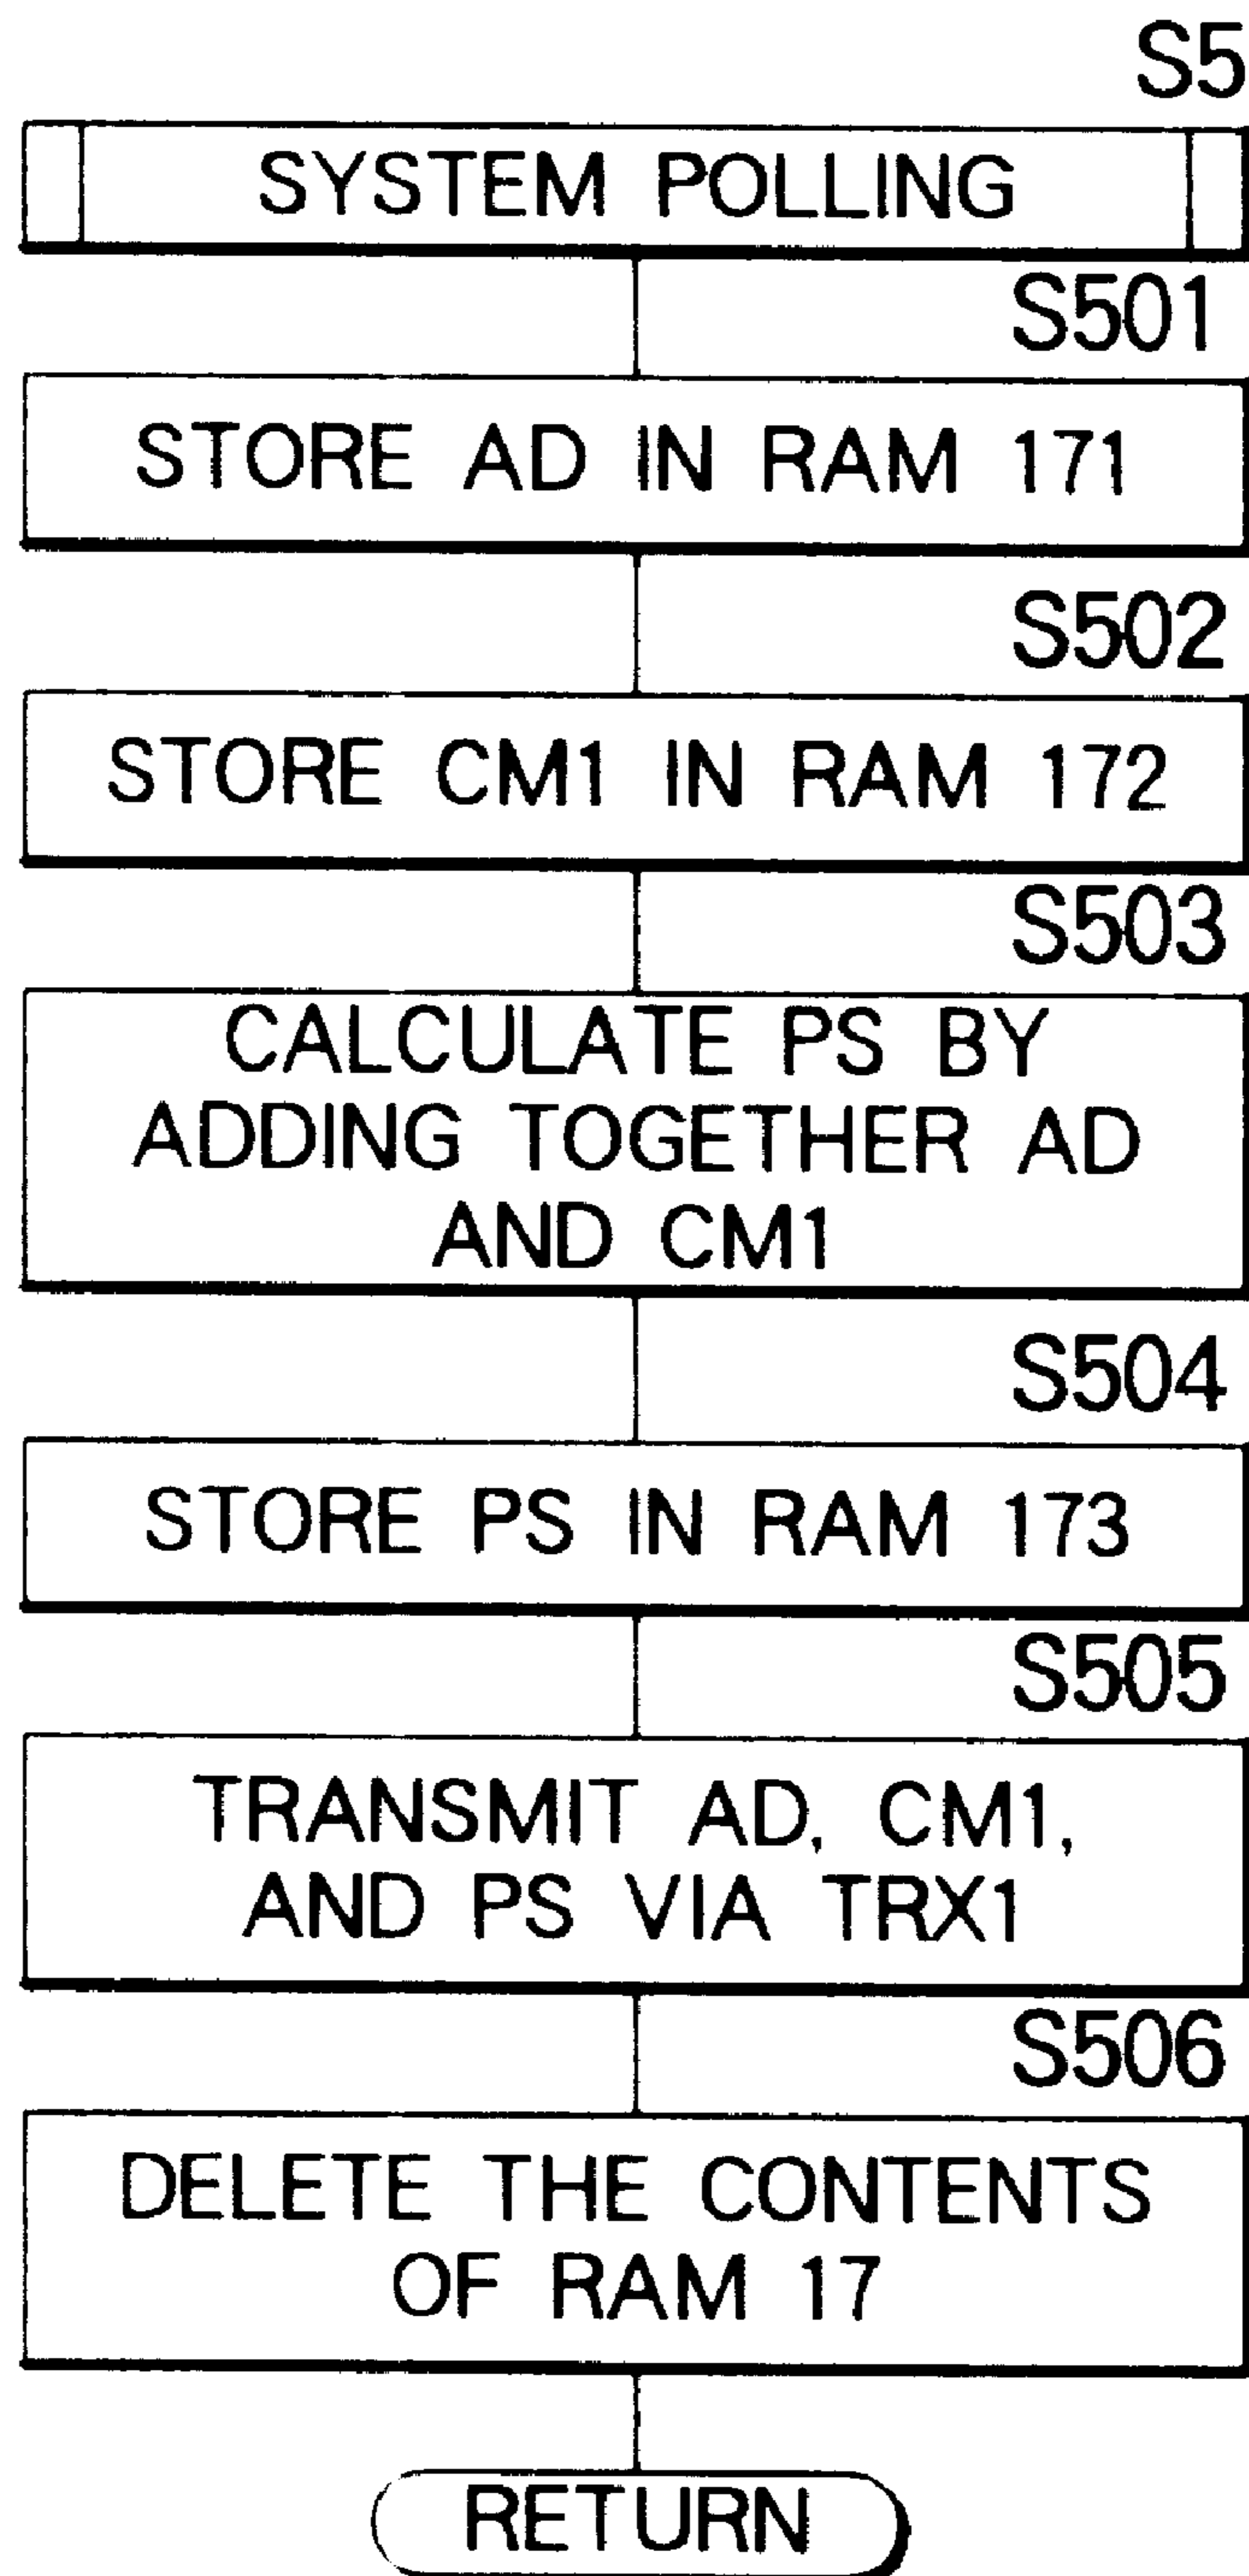 S5
SYSTEM POLLING
S501
STORE AD IN RAM 171
S502
STORE CM1 IN RAM 172
S503
CALCULATE PS BY
ADDING TOGETHER AD
AND CM1
S504
STORE PS IN RAM 173
S505
TRANSMIT AD, CM1,
AND PS VIA TRX1
S506
DELETE THE CONTENTS
OF RAM 17
RETURN